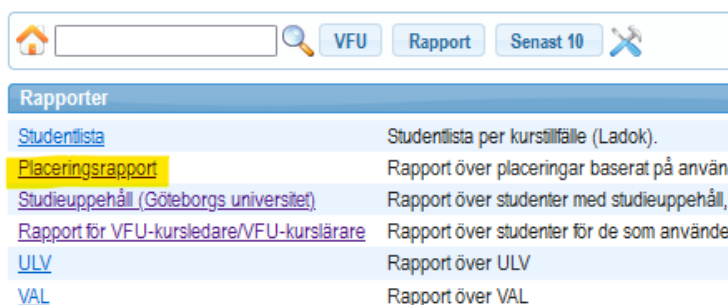 VFU Rapport Senast 10
Rapporter
Studentlista Studentlista per kurstillfälle (Ladok).
Placeringsrapport Rapport över placeringar baserat på använ
Studieuppehåll (Göteborgs universitet) Rapport över studenter med studieuppehåll,
Rapport för VFU-kursledare/VFU-kurslärare Rapport över studenter för de som använde
ULV Rapport över ULV
VAL Rapport över VAL